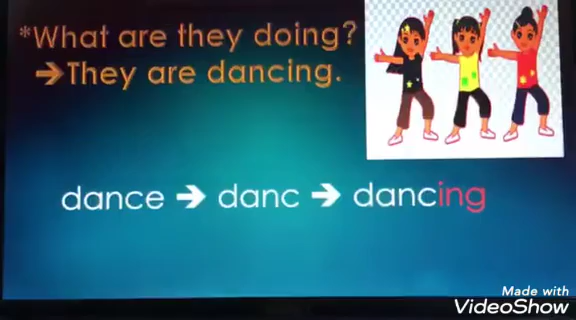 *What are they doing?
➔They are dancing.
dance ➔ danc ➔ dancing
Made with
VideoShow